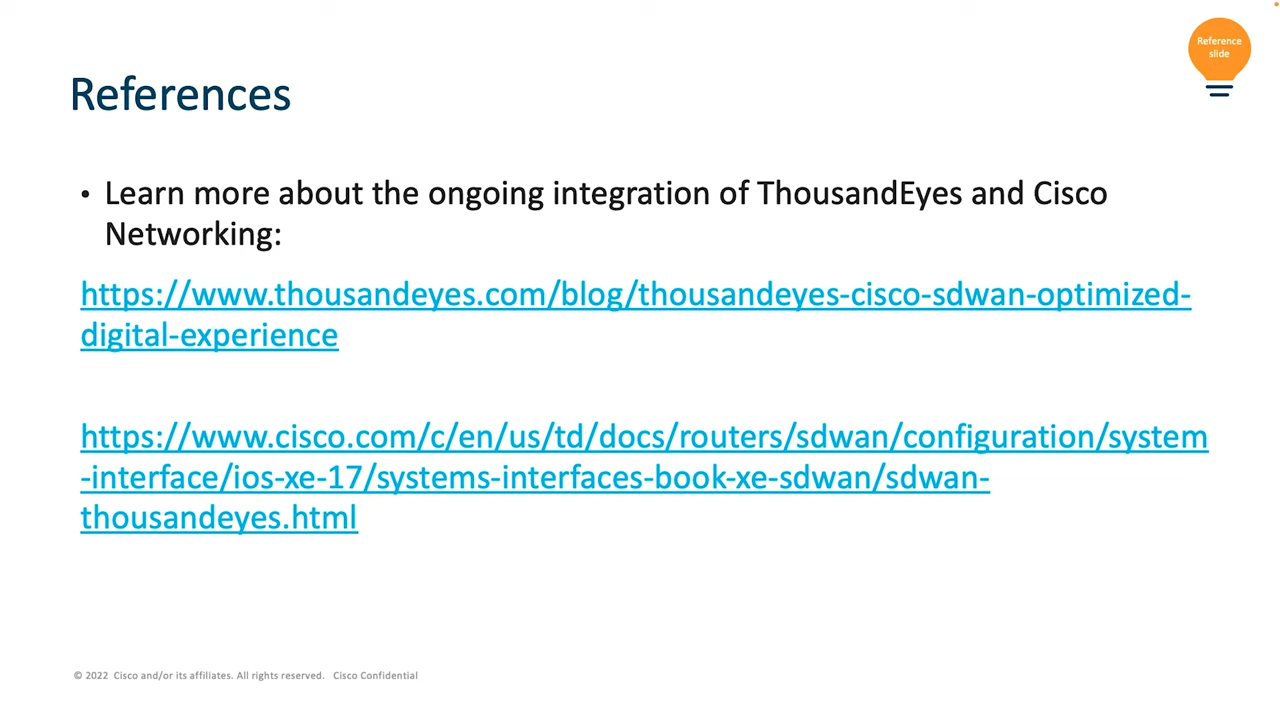 Reference
slide
References
• Learn more about the ongoing integration of ThousandEyes and Cisco
Networking:
https://www.thousandeyes.com/blog/thousandeyes-cisco-sdwan-optimized-
digital-experience
https://www.cisco.com/c/en/us/td/docs/routers/sdwan/configuration/system
-interface/ios-xe-17/systems-interfaces-book-xe-sdwan/sdwan-
thousandeyes.html
© 2022 Cisco and/or its affiliates. All rights reserved. Cisco Confidential